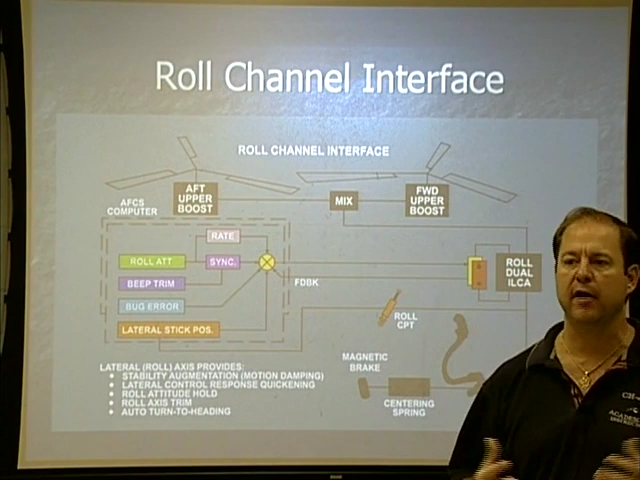 Roll Channel Interface
ROLL CHANNEL INTERFACE
AFT
UPPER
BOOST
MIX
FWD
UPPER
BOOST
AFCS
COMPUTER
RATE
ROLL ATT
SYNC.
BEEP TRIM
FDBK
BUG ERROR
LATERAL STICK POS.
ROLL
DUAL
ILCA
ROLL
CPT
MAGNETIC
BRAKE
CENTERING
SPRING
LATERAL (ROLL) AXIS PROVIDES:
STABILITY AUGMENTATION (MOTION DAMPING)
LATERAL CONTROL RESPONSE QUICKENING
ROLL ATTITUDE HOLD
ROLL AXIS TRIM
AUTO TURN-TO-HEADING